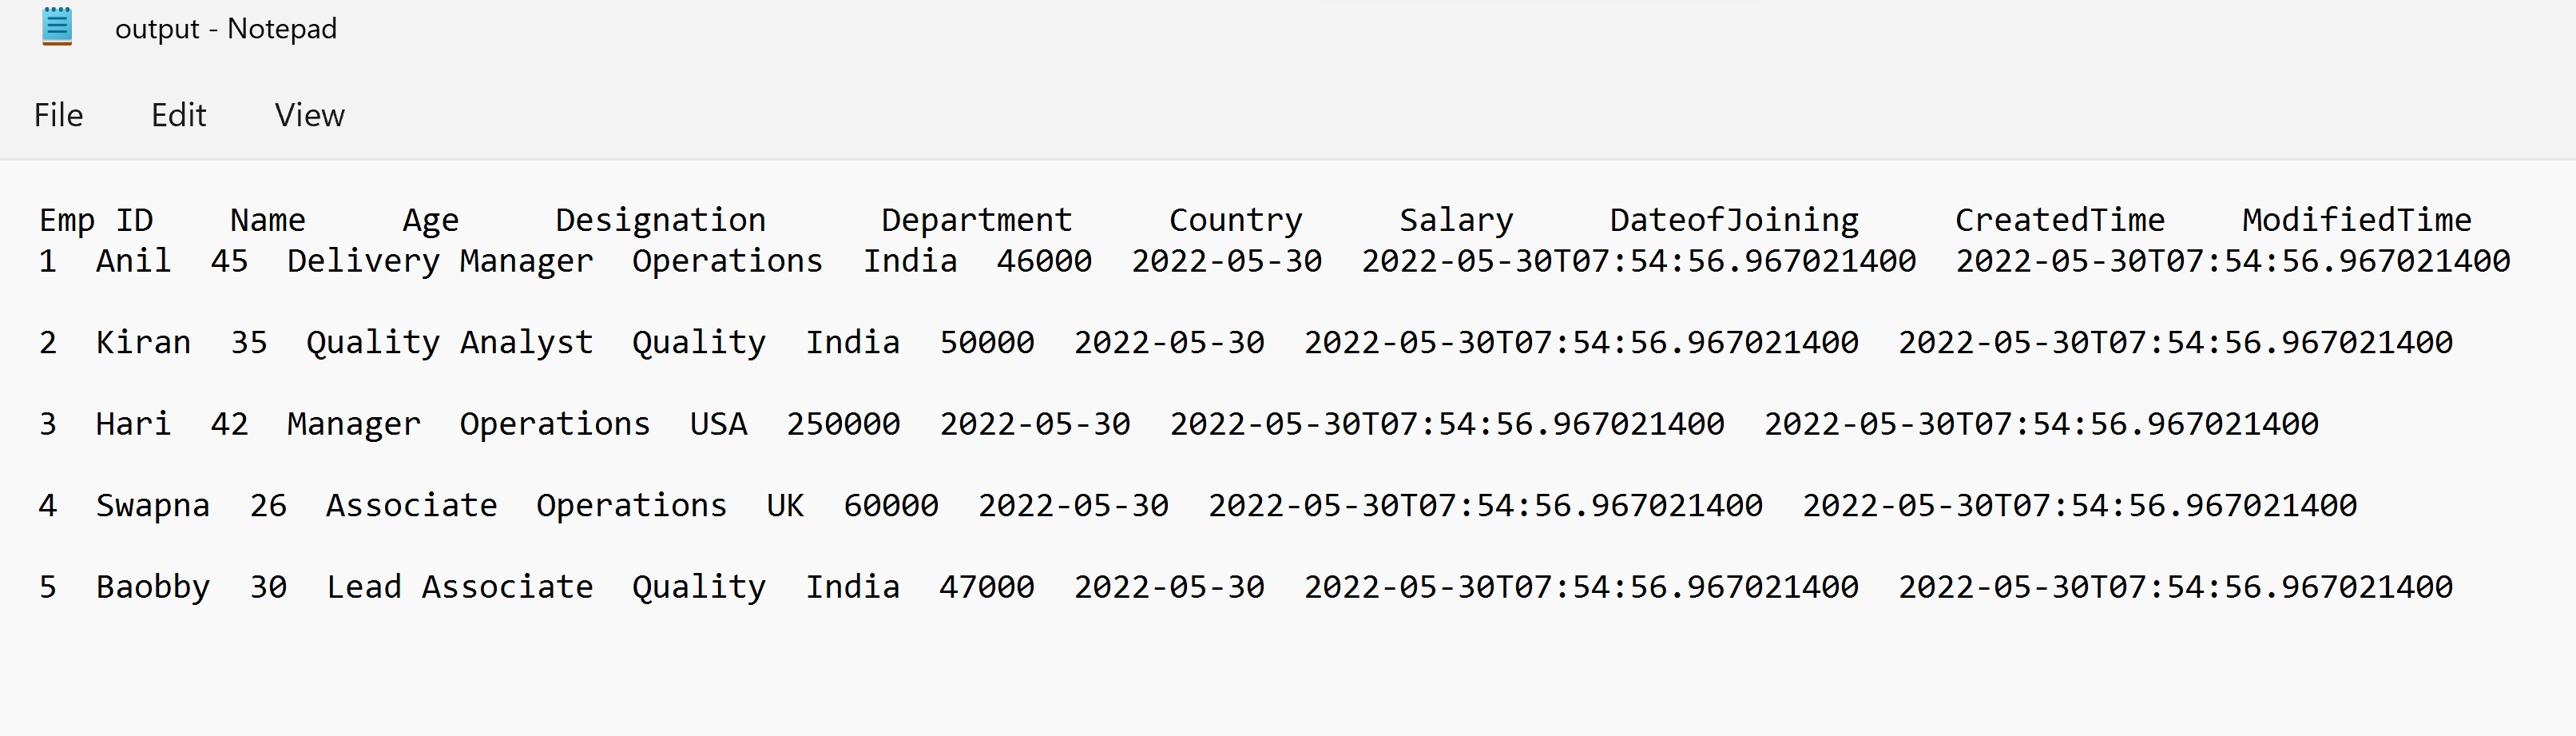 output - Notepad
File Edit View
Emp ID    Name     Age     Designation      Department     Country     Salary     DateofJoining     CreatedTime    ModifiedTime
1  Anil  45  Delivery Manager  Operations  India  46000  2022-05-30  2022-05-30T07:54:56.967021400  2022-05-30T07:54:56.967021400
2  Kiran  35  Quality Analyst  Quality  India  50000  2022-05-30  2022-05-30T07:54:56.967021400  2022-05-30T07:54:56.967021400
3  Hari  42  Manager  Operations  USA  250000  2022-05-30  2022-05-30T07:54:56.967021400  2022-05-30T07:54:56.967021400
4  Swapna  26  Associate  Operations  UK  60000  2022-05-30  2022-05-30T07:54:56.967021400  2022-05-30T07:54:56.967021400
5  Baobby  30  Lead Associate  Quality  India  47000  2022-05-30  2022-05-30T07:54:56.967021400  2022-05-30T07:54:56.967021400